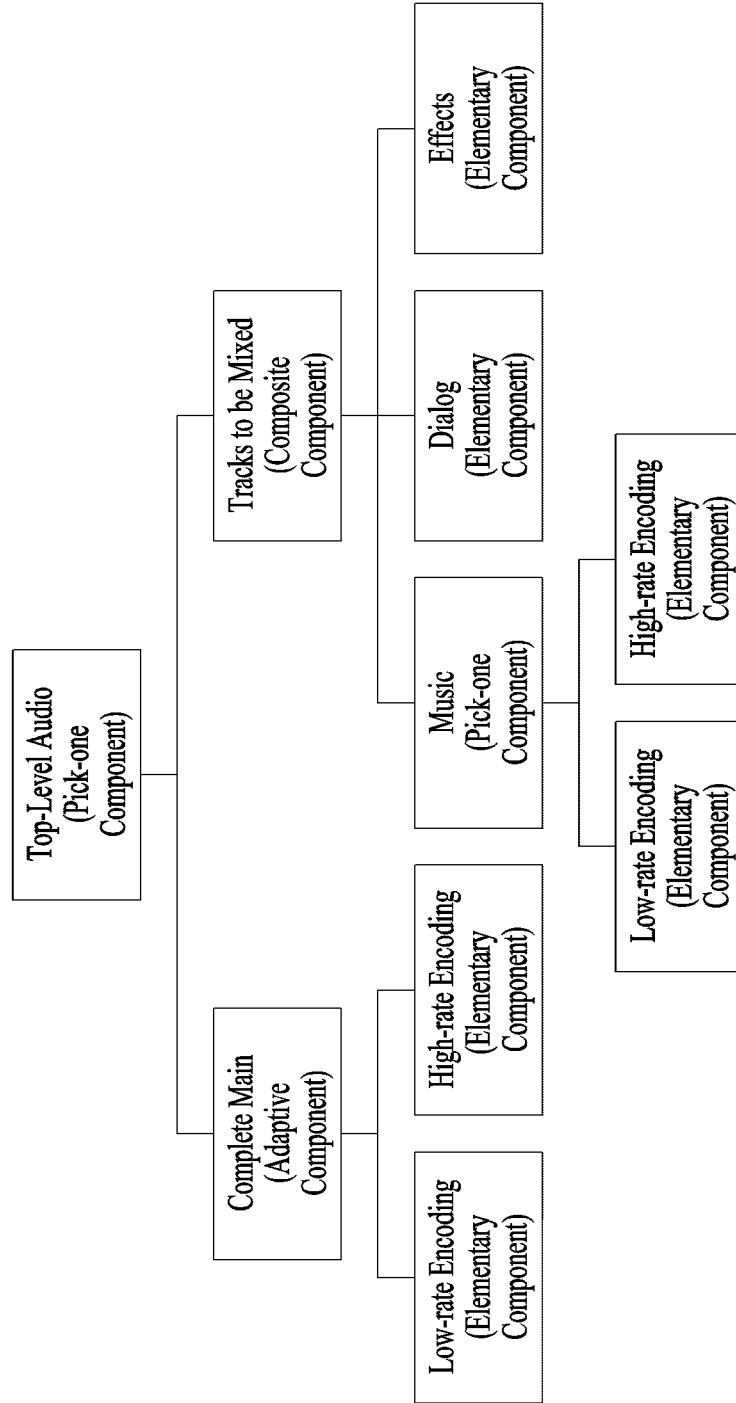 Top-Level Audio
(Pick-one
Component)
Complete Main
(Adaptive
Component)
Tracks to be Mixed
(Composite
Component)
Low-rate Encoding
(Elementary
Component)
High-rate Encoding
(Elementary
Component)
Music
(Pick-one
Component)
Dialog
(Elementary
Component)
Effects
(Elementary
Component)
Low-rate Encoding
(Elementary
Component)
High-rate Encoding
(Elementary
Component)